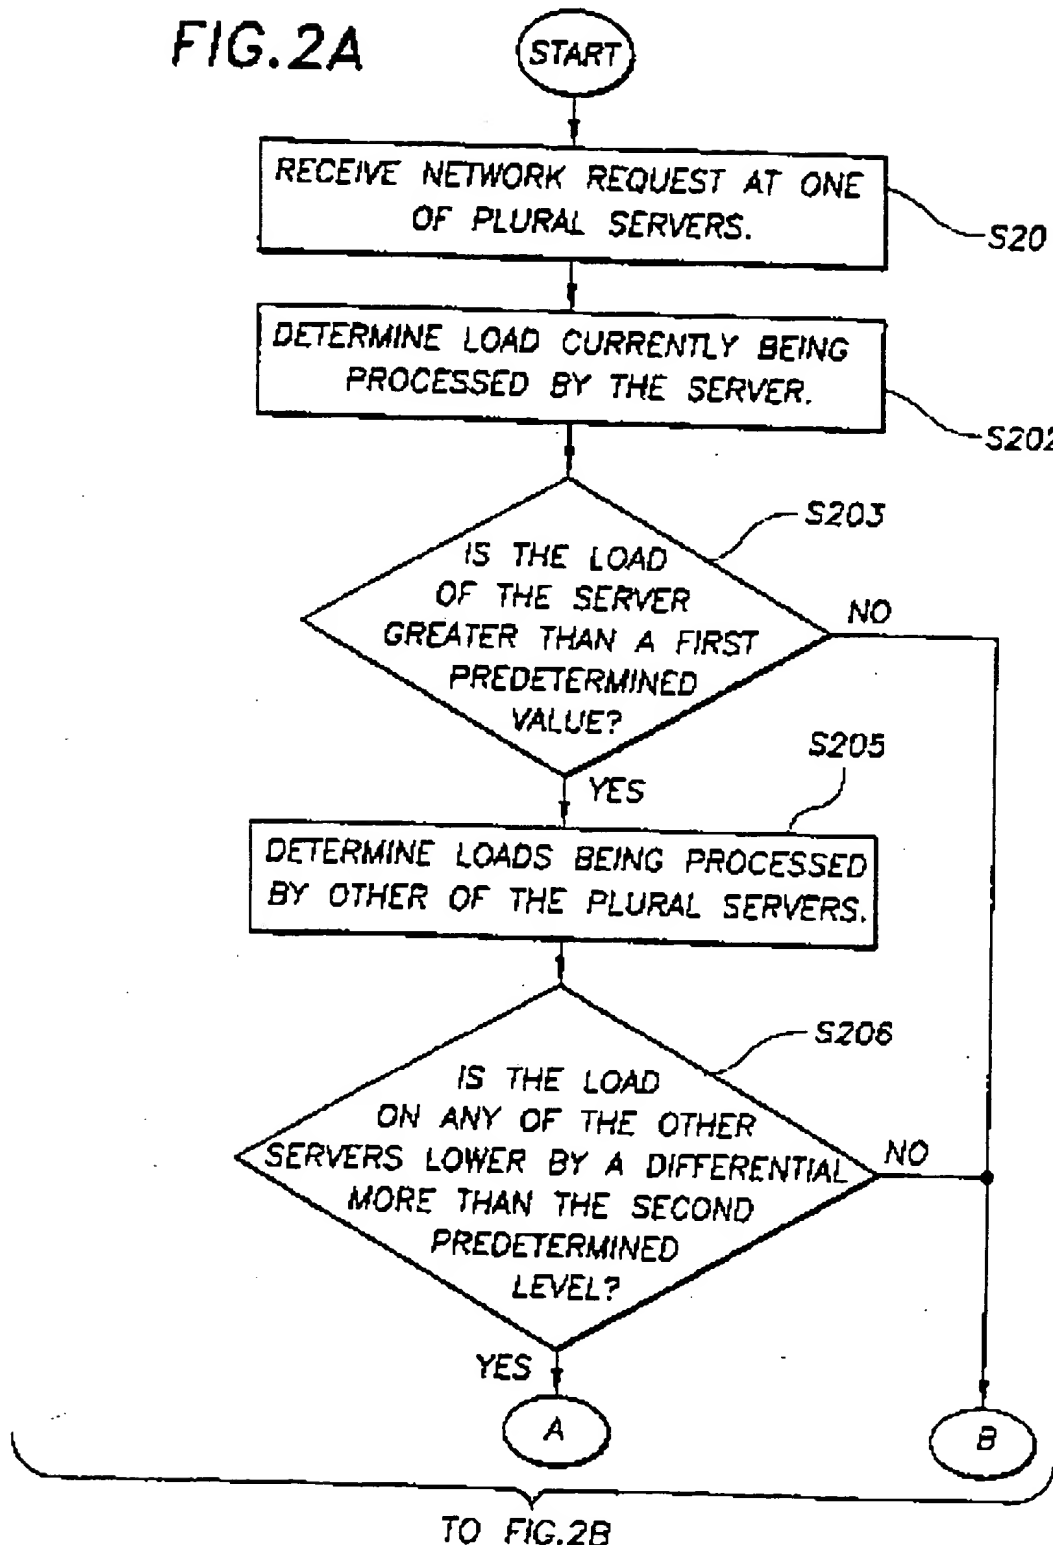 FIG.2A
START
RECEIVE NETWORK REQUEST AT ONE
OF PLURAL SERVERS.
S20
DETERMINE LOAD CURRENTLY BEING
PROCESSED BY THE SERVER.
S202
S203
IS THE LOAD
OF THE SERVER
GREATER THAN A FIRST
PREDETERMINED
VALUE?
NO
YES
S205
DETERMINE LOADS BEING PROCESSED
BY OTHER OF THE PLURAL SERVERS.
S206
IS THE LOAD
ON ANY OF THE OTHER
SERVERS LOWER BY A DIFFERENTIAL
MORE THAN THE SECOND
PREDETERMINED
LEVEL?
NO
YES
A
B
TO FIG.2B